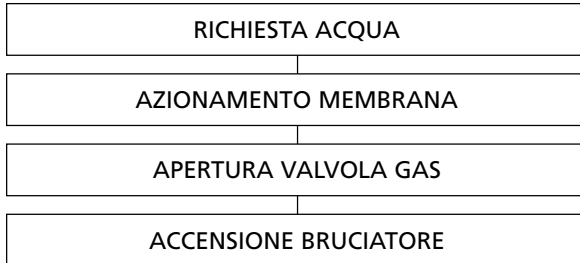 RICHIESTA ACQUA
AZIONAMENTO MEMBRANA
APERTURA VALVOLA GAS
ACCENSIONE BRUCIATORE